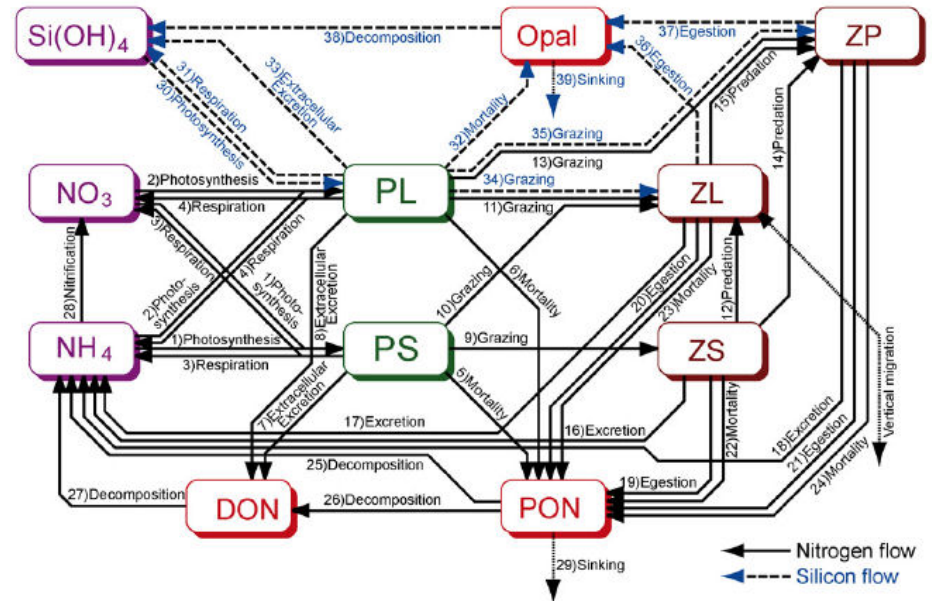 Si(OH)4
Opal
ZP
38)Decomposition
37)Egestion
36)Egestion
39)Sinking
33)Extracellular
Excretion
31)Respiration
30)Photosynthesis
32)Mortality
35)Grazing
13)Grazing
15)Predation
14)Predation
NO3
2)Photosynthesis
4)Respiration
PL
34)Grazing
11)Grazing
ZL
3)Respiration
4)Respiration
28)Nitrification
2)Photo-
synthesis
1)Photo-
synthesis
8)Extracellular
Excretion
10)Grazing
6)Mortality
20)Egestion
23)Mortality
12)Predation
Vertical migration
NH4
1)Photosynthesis
3)Respiration
PS
9)Grazing
ZS
7)Extracellular
Excretion
5)Mortality
22)Mortality
17)Excretion
16)Excretion
18)Excretion
21)Egestion
24)Mortality
25)Decomposition
19)Egestion
27)Decomposition
DON
26)Decomposition
PON
29)Sinking
Nitrogen flow
Silicon flow